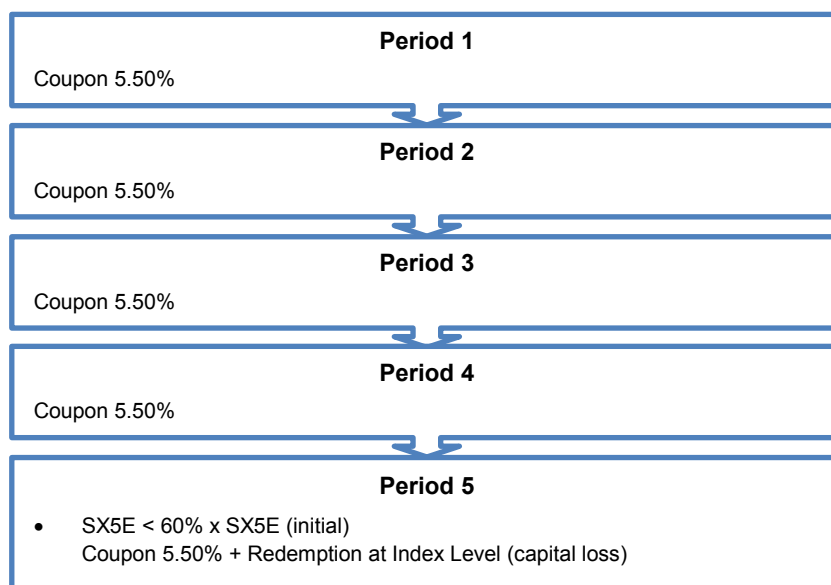 Period 1
Coupon 5.50%
Period 2
Coupon 5.50%
Period 3
Coupon 5.50%
Period 4
Coupon 5.50%
Period 5
• SX5E < 60% x SX5E (initial)
Coupon 5.50% + Redemption at Index Level (capital loss)